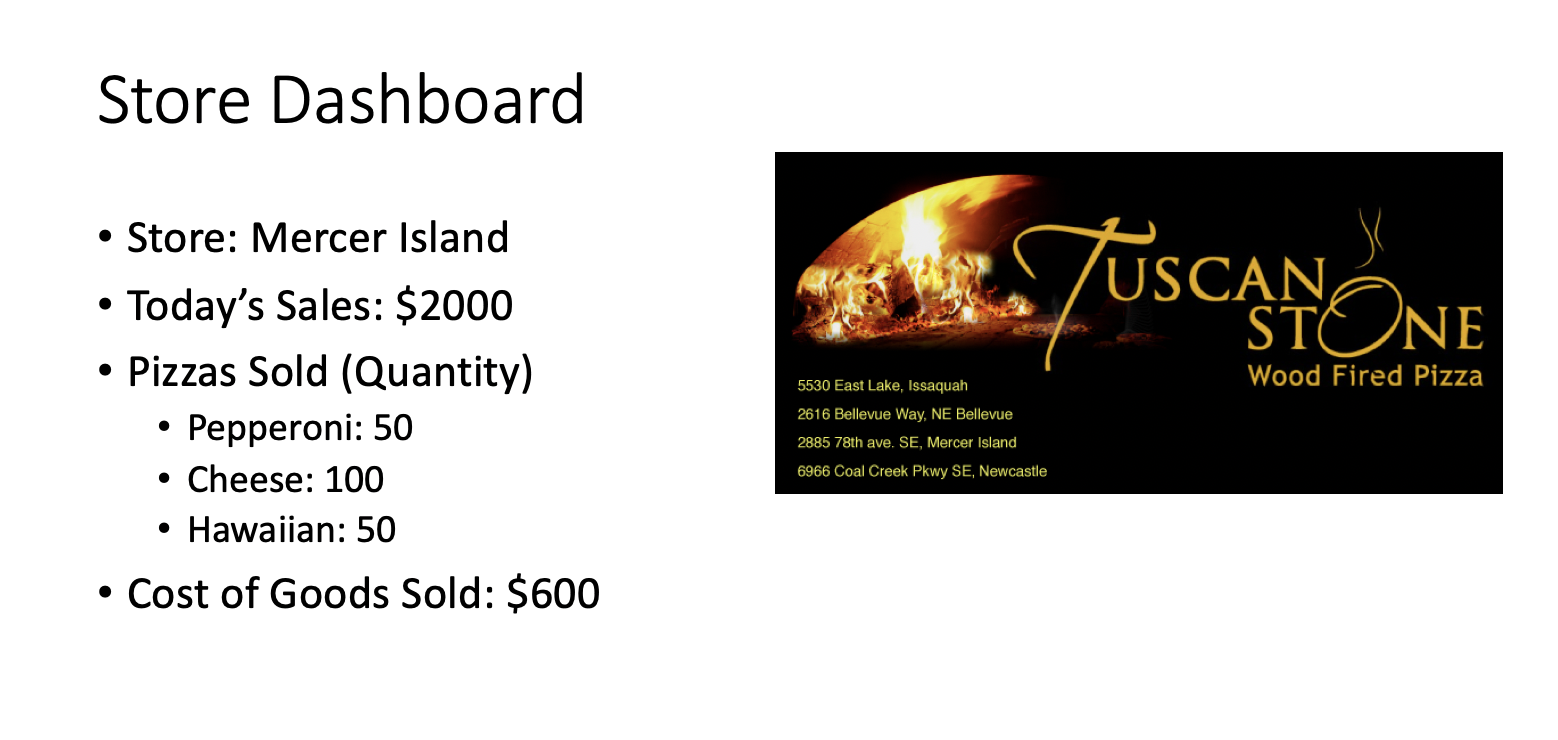 Store Dashboard
• Store: Mercer Island
• Today’s Sales: $2000
• Pizzas Sold (Quantity)
• Pepperoni: 50
• Cheese: 100
• Hawaiian: 50
• Cost of Goods Sold: $600
TUSCAN
STONE
Wood Fired Pizza
5530 East Lake, Issaquah
2616 Bellevue Way, NE Bellevue
2885 78th ave. SE, Mercer Island
6966 Coal Creek Pkwy SE, Newcastle